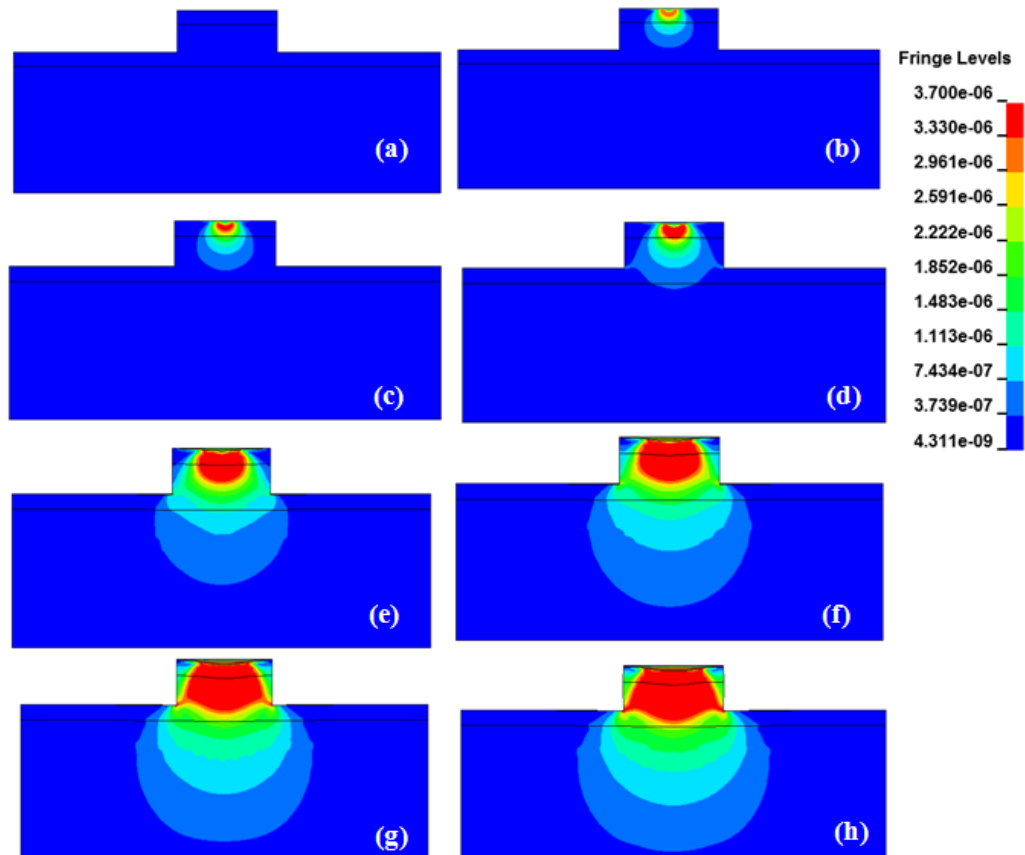 (a)
(b)
Fringe Levels
3.700e-06
3.330e-06
2.961e-06
2.591e-06
2.222e-06
1.852e-06
1.483e-06
1.113e-06
7.434e-07
3.739e-07
4.311e-09
(c)
(d)
(e)
(f)
(g)
(h)